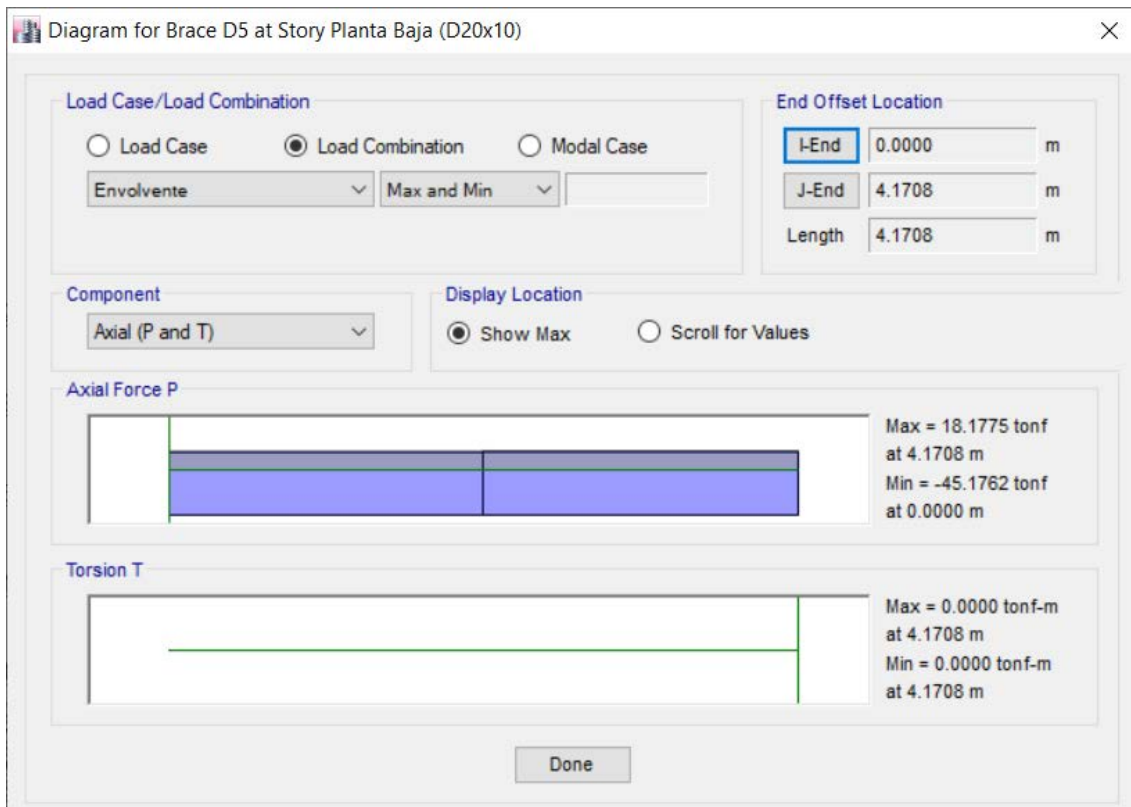 Diagram for Brace D5 at Story Planta Baja (D20x10)
Load Case/Load Combination
Load Case Load Combination Modal Case
Envolvente Max and Min
End Offset Location
I-End 0.0000 m
J-End 4.1708 m
Length 4.1708 m
Component
Axial (P and T)
Display Location
Show Max Scroll for Values
Axial Force P
Max = 18.1775 tonf
at 4.1708 m
Min = -45.1762 tonf
at 0.0000 m
Torsion T
Max = 0.0000 tonf-m
at 4.1708 m
Min = 0.0000 tonf-m
at 4.1708 m
Done